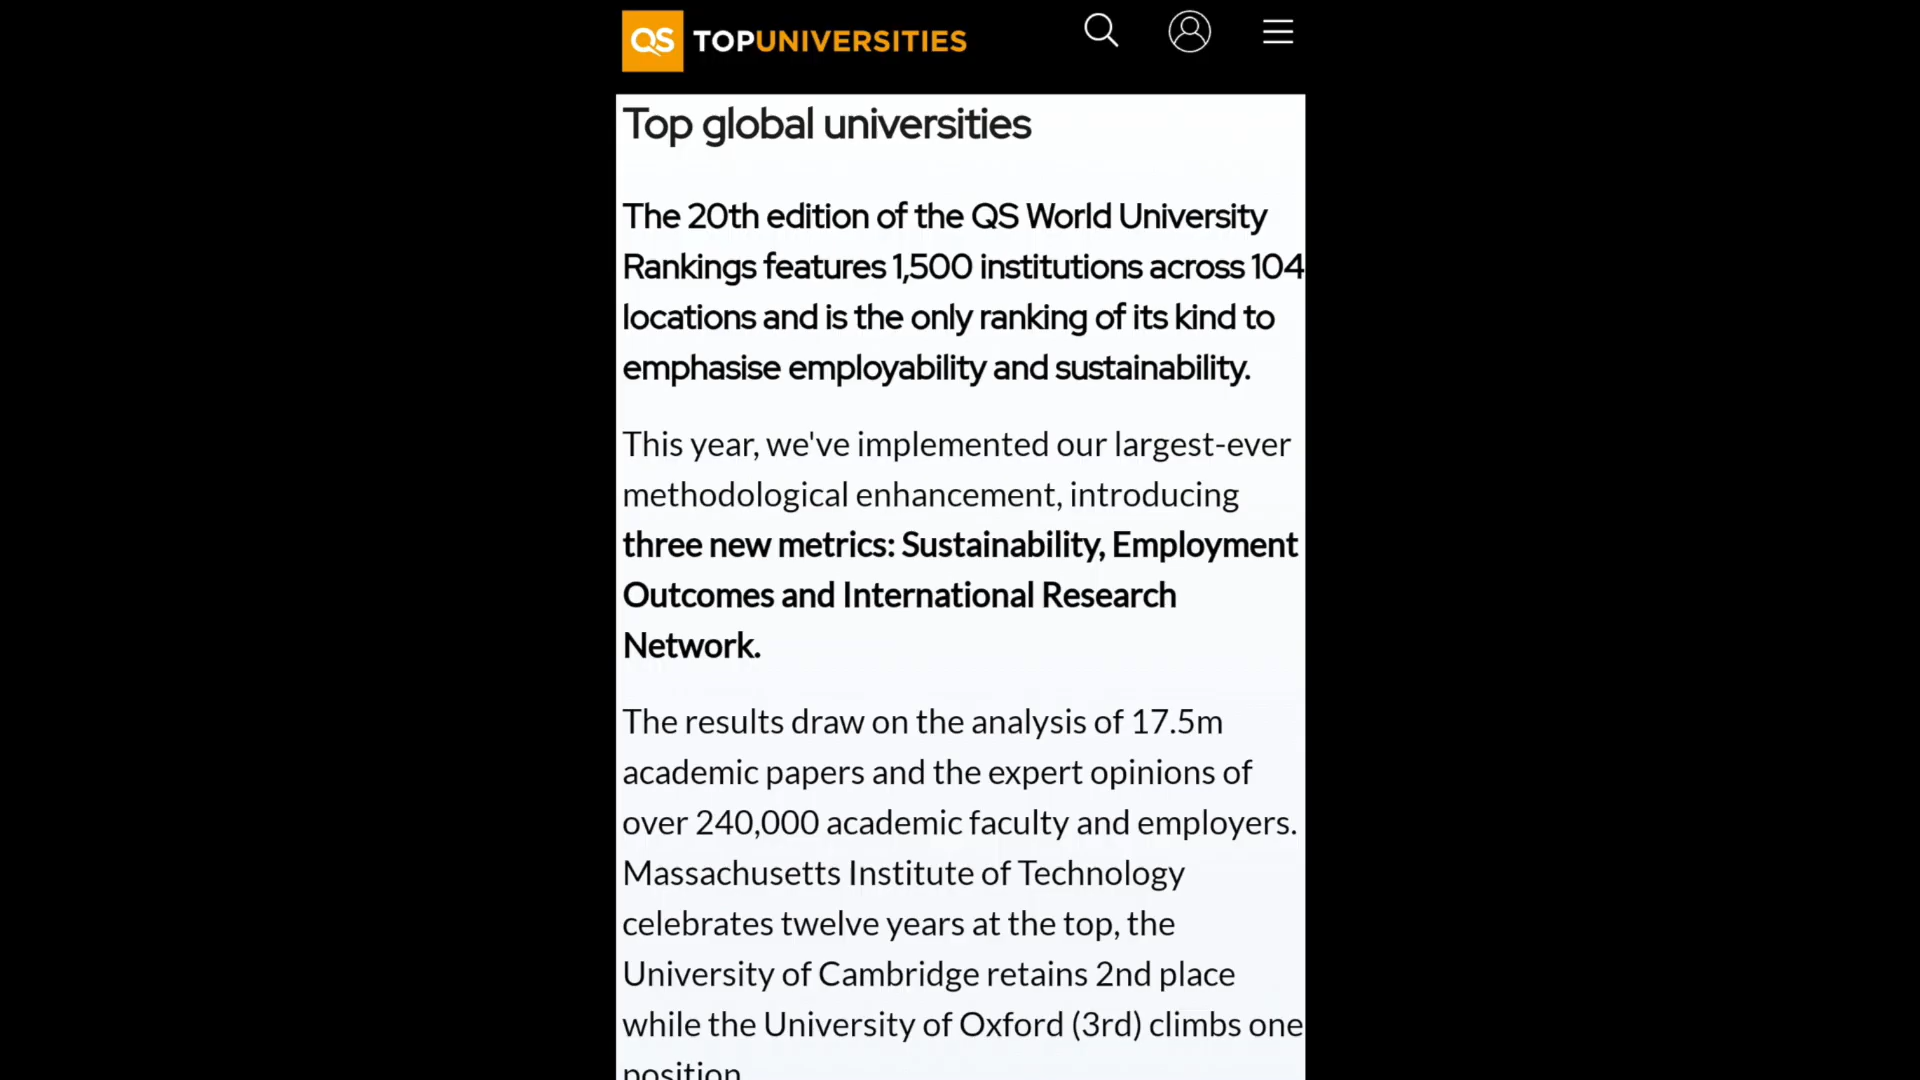 QS TOPUNIVERSITIES
Top global universities
The 20th edition of the QS World University
Rankings features 1,500 institutions across 104
locations and is the only ranking of its kind to
emphasise employability and sustainability.
This year, we've implemented our largest-ever
methodological enhancement, introducing
three new metrics: Sustainability, Employment
Outcomes and International Research
Network.
The results draw on the analysis of 17.5m
academic papers and the expert opinions of
over 240,000 academic faculty and employers.
Massachusetts Institute of Technology
celebrates twelve years at the top, the
University of Cambridge retains 2nd place
while the University of Oxford (3rd) climbs one
position